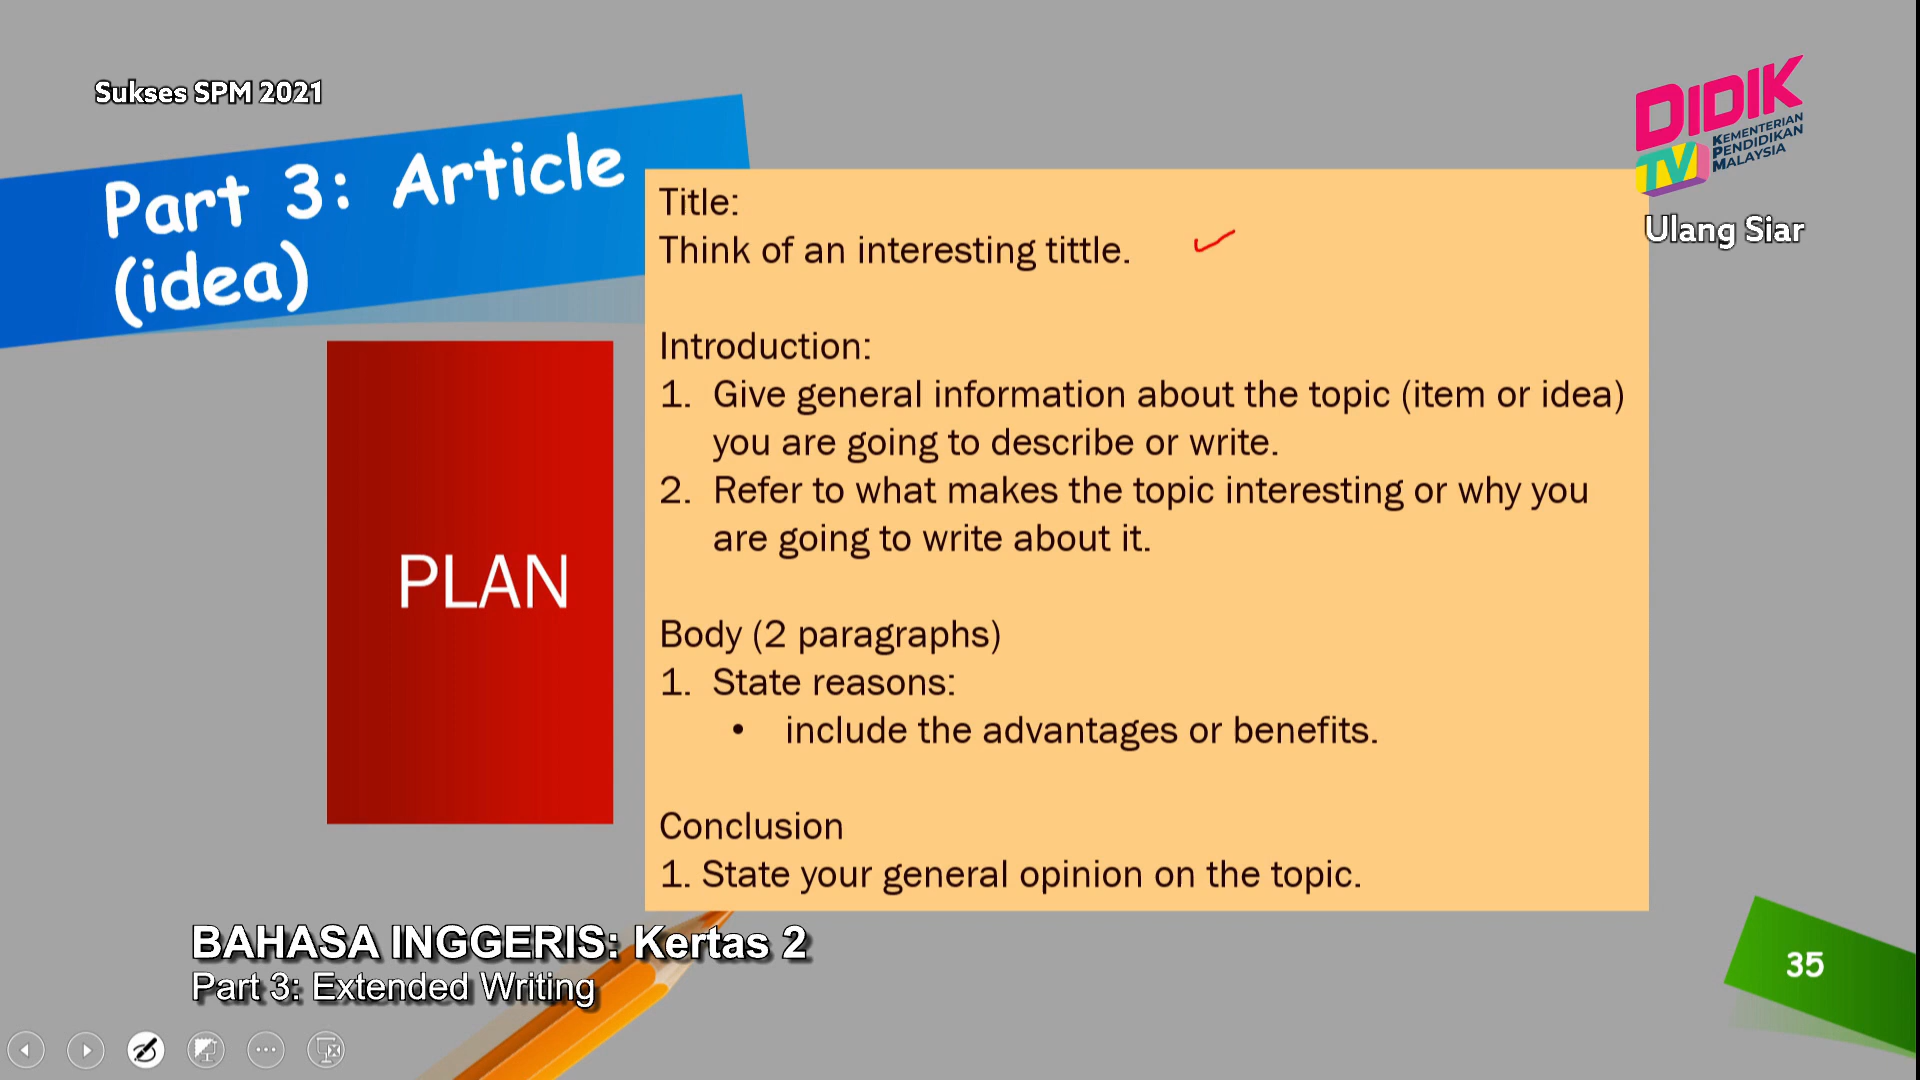 Sukses SPM 2021
DIDIK
TV
KEMENTERIAN
PENDIDIKAN
MALAYSIA
Ulang Siar
Part 3: Article
(idea)
PLAN
Title:
Think of an interesting tittle.
Introduction:
1. Give general information about the topic (item or idea)
you are going to describe or write.
2. Refer to what makes the topic interesting or why you
are going to write about it.
Body (2 paragraphs)
1. State reasons:
• include the advantages or benefits.
Conclusion
1. State your general opinion on the topic.
BAHASA INGGERIS: Kertas 2
Part 3: Extended Writing
35